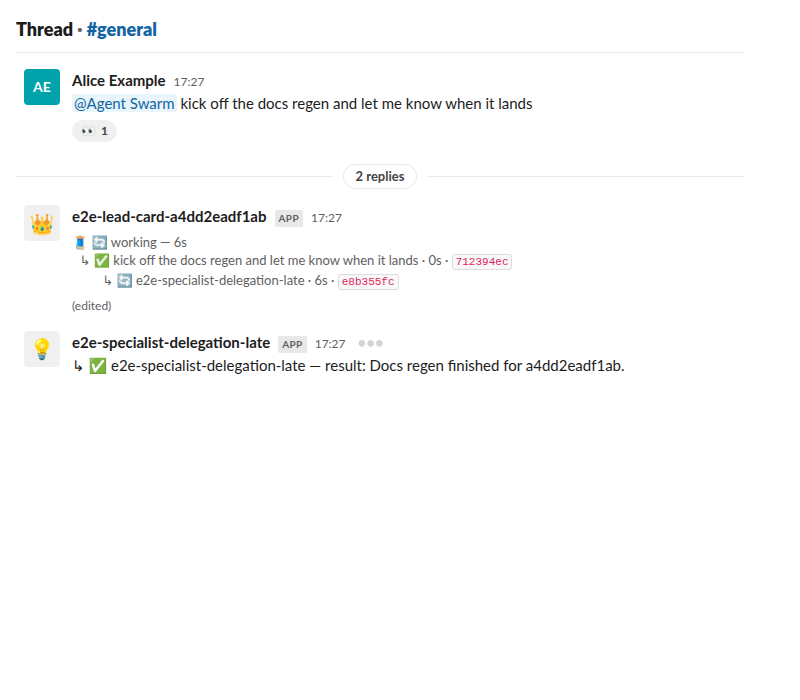 Thread • #general
AE
Alice Example 17:27
@Agent Swarm kick off the docs regen and let me know when it lands
👀 1
2 replies
e2e-lead-card-a4dd2eadf1ab APP 17:27
🧵 🔄 working — 6s
↳ ✅ kick off the docs regen and let me know when it lands · 0s · 712394ec
↳ 🔄 e2e-specialist-delegation-late · 6s · e8b355fc
(edited)
e2e-specialist-delegation-late APP 17:27
↳ ✅ e2e-specialist-delegation-late — result: Docs regen finished for a4dd2eadf1ab.